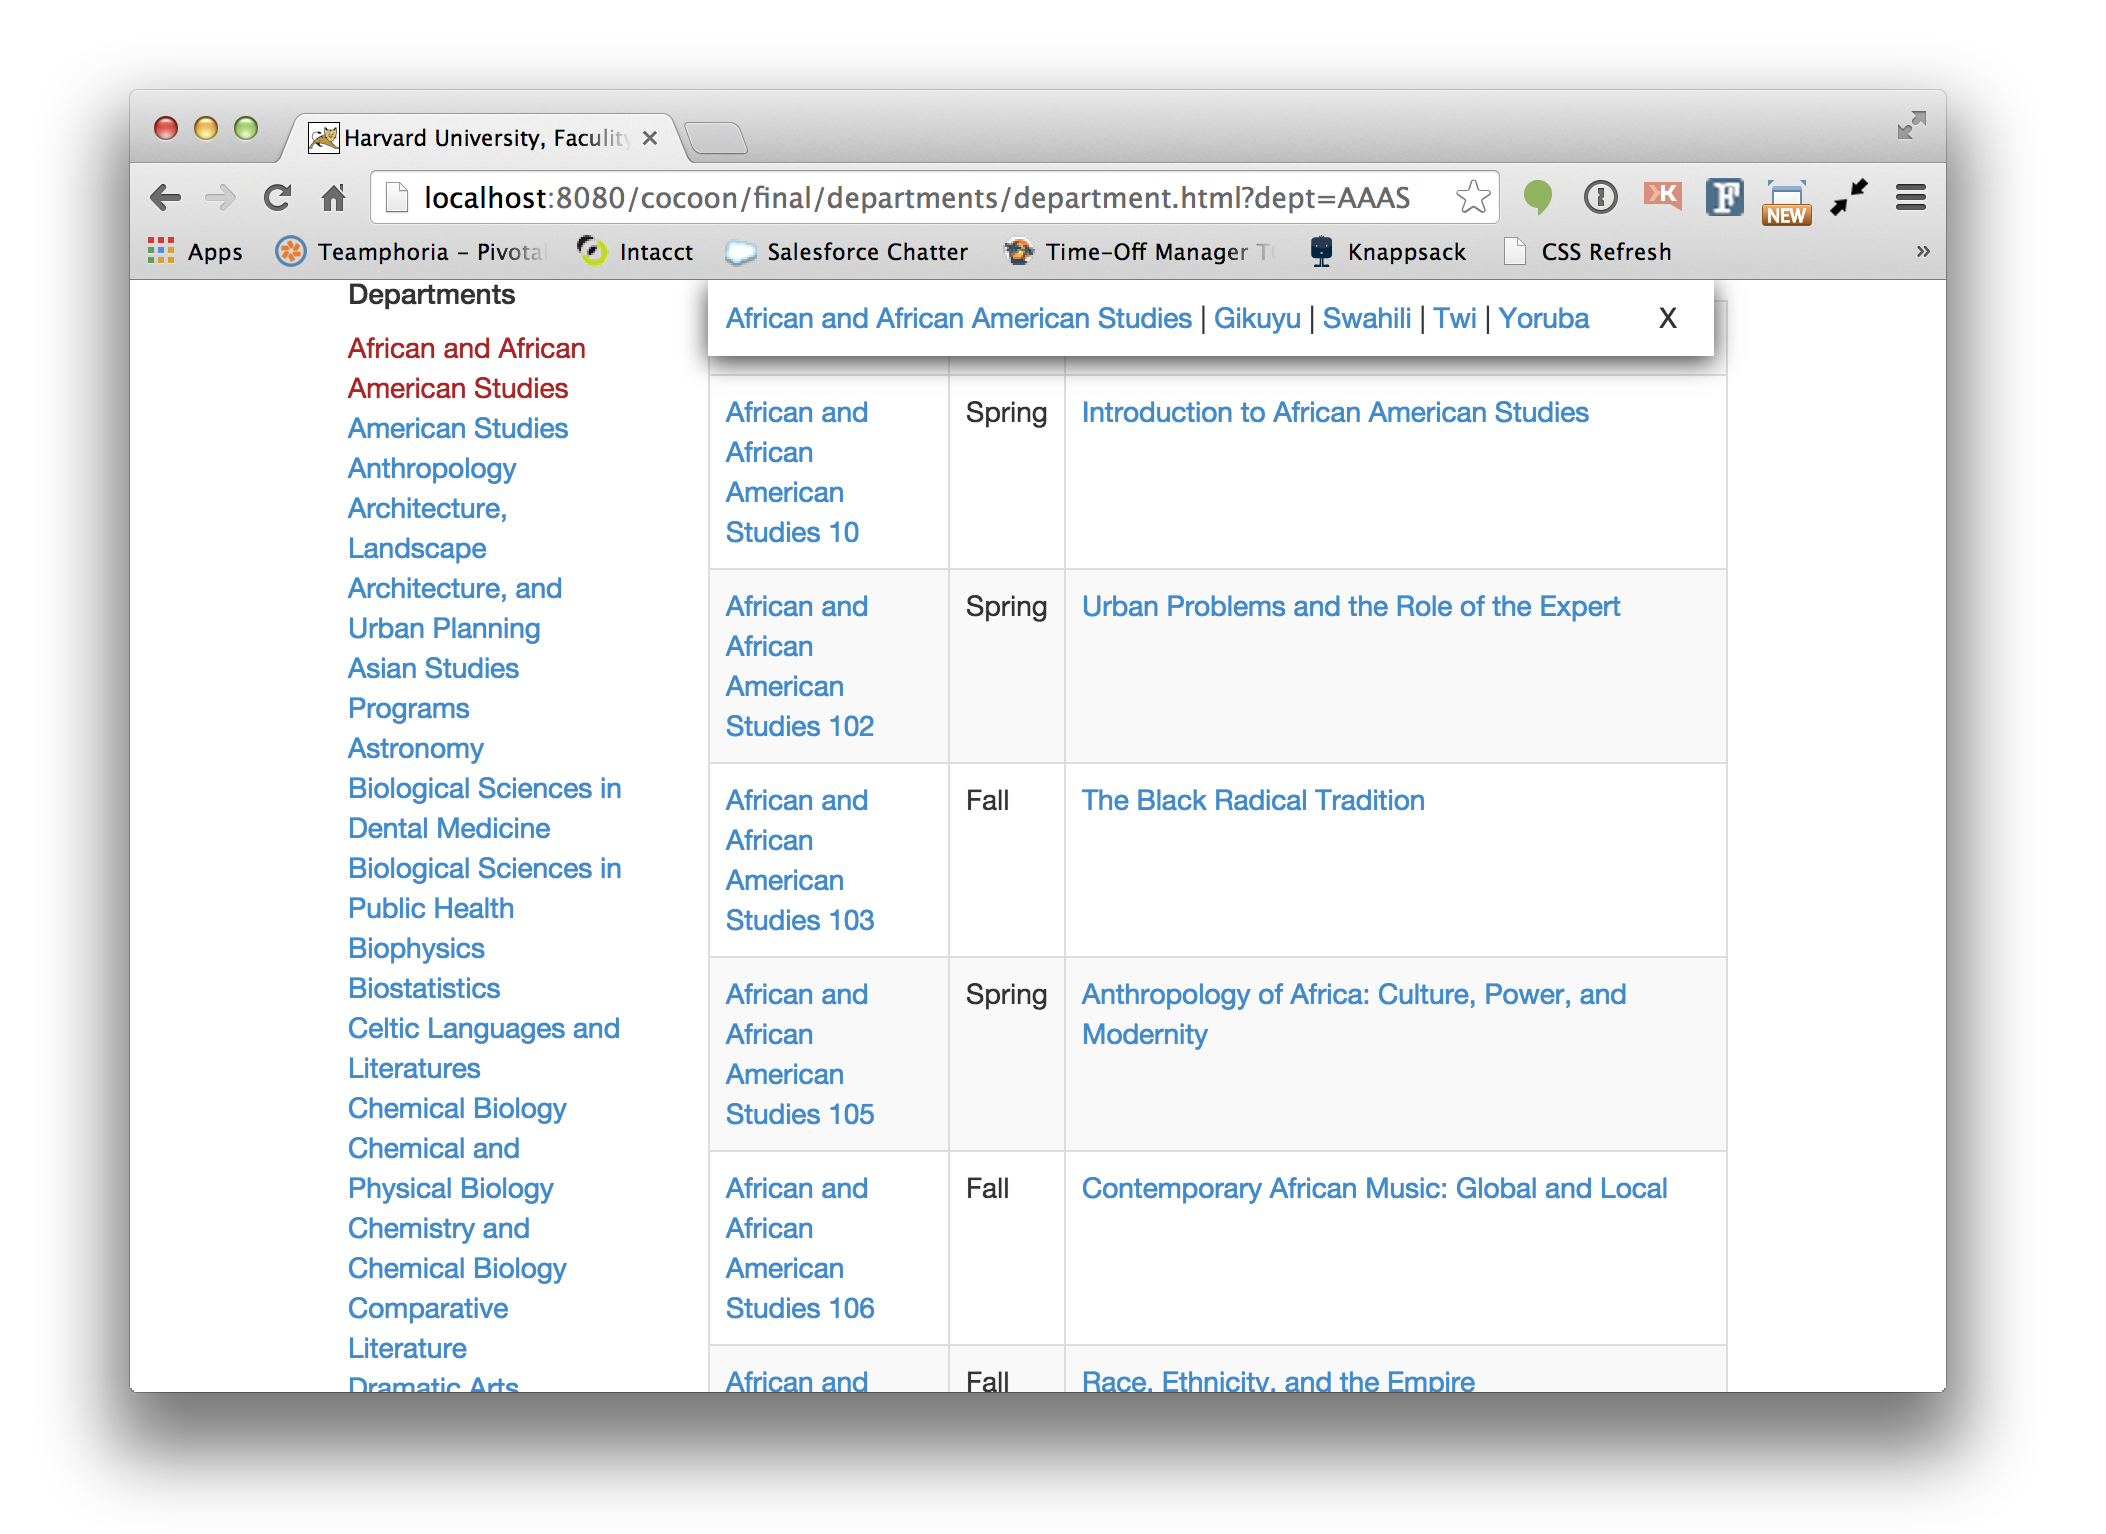 Harvard University, Faculity
localhost:8080/cocoon/final/departments/department.html?dept=AAAS
K
F
NEW
Apps
Teamphoria – Pivotal
Intacct
Salesforce Chatter
Time-Off Manager
Knappsack
CSS Refresh
»
Departments
African and African
American Studies
American Studies
Anthropology
Architecture,
Landscape
Architecture, and
Urban Planning
Asian Studies
Programs
Astronomy
Biological Sciences in
Dental Medicine
Biological Sciences in
Public Health
Biophysics
Biostatistics
Celtic Languages and
Literatures
Chemical Biology
Chemical and
Physical Biology
Chemistry and
Chemical Biology
Comparative
Literature
Dramatic Arts
African and African American Studies | Gikuyu | Swahili | Twi | Yoruba X
African and
African
American
Studies 10
Spring
Introduction to African American Studies
African and
African
American
Studies 102
Spring
Urban Problems and the Role of the Expert
African and
African
American
Studies 103
Fall
The Black Radical Tradition
African and
African
American
Studies 105
Spring
Anthropology of Africa: Culture, Power, and
Modernity
African and
African
American
Studies 106
Fall
Contemporary African Music: Global and Local
African and
Fall
Race, Ethnicity, and the Empire